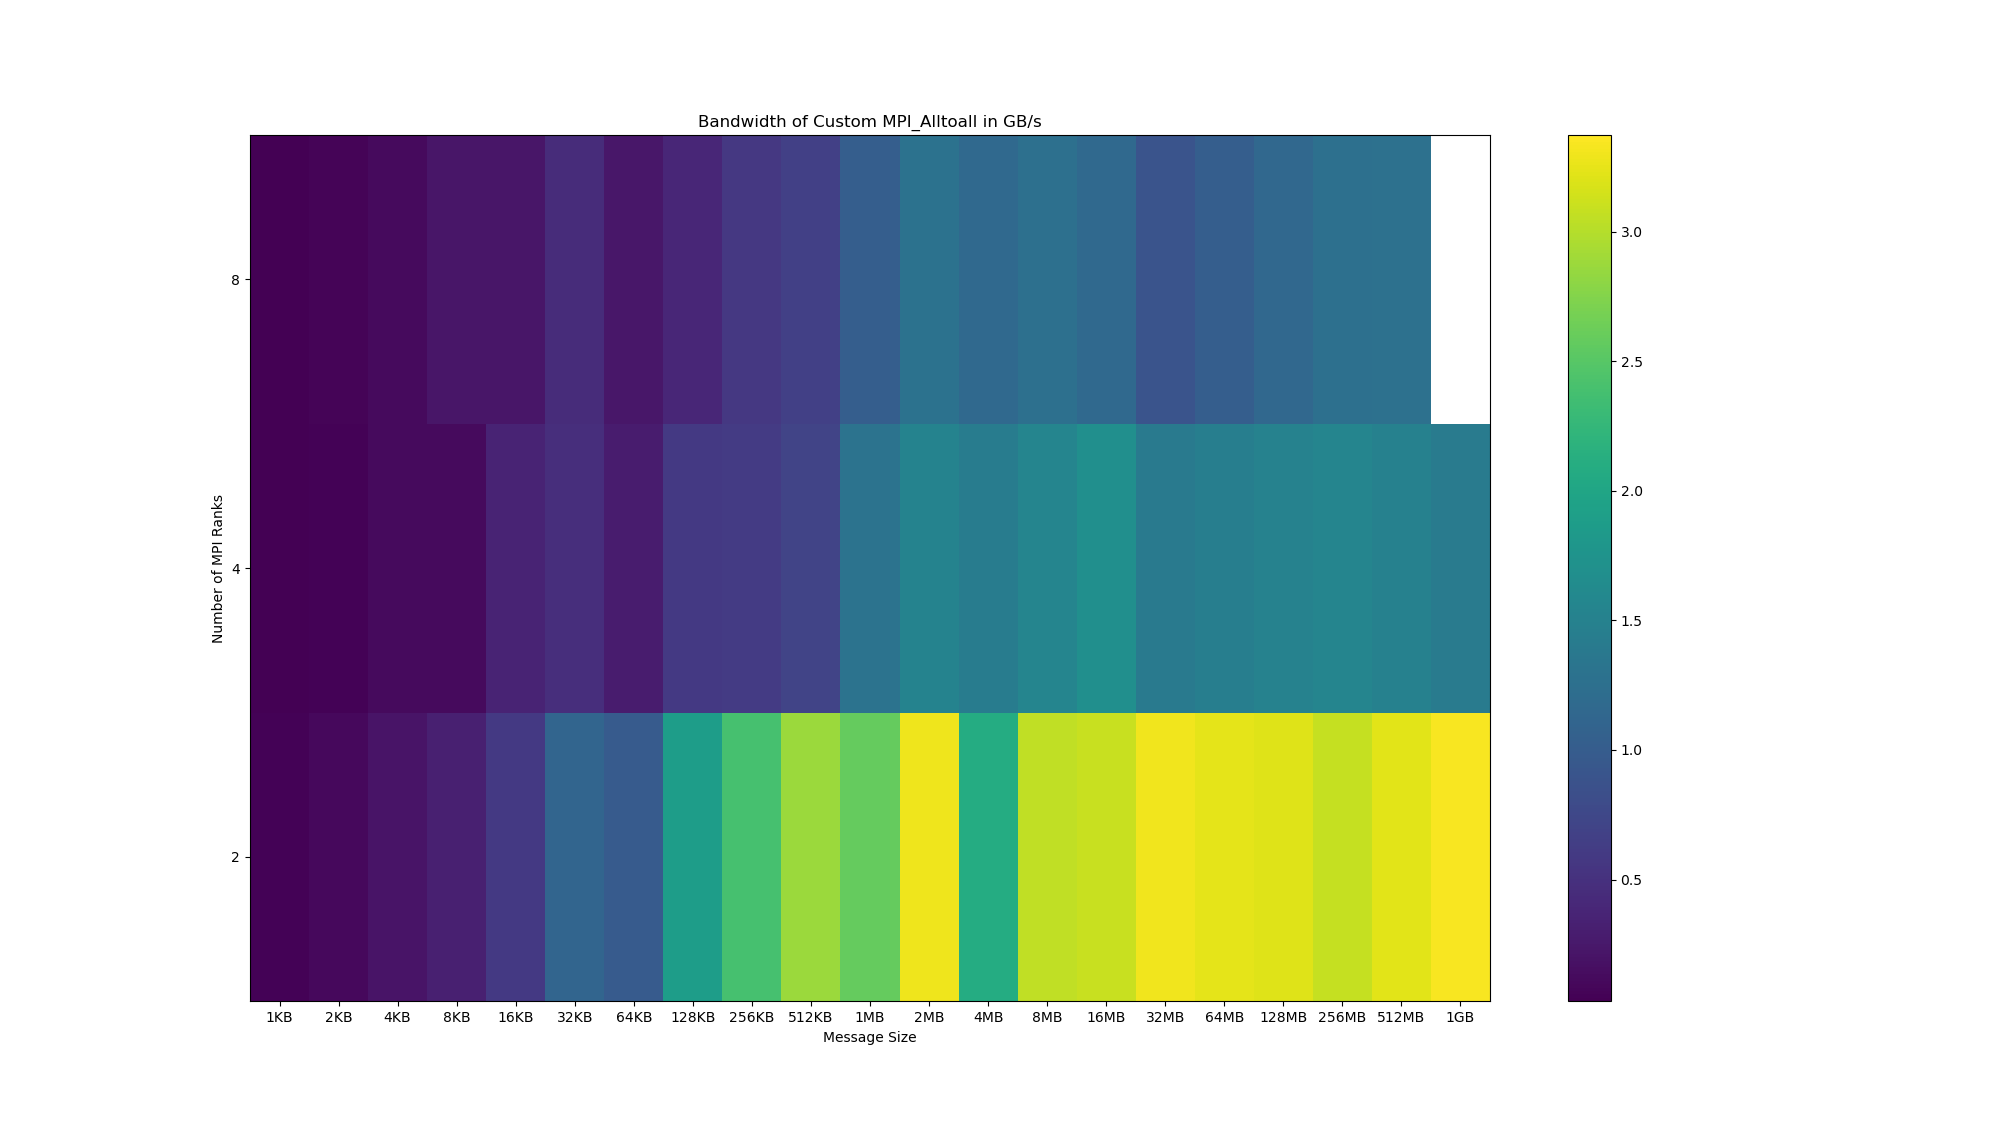 Bandwidth of Custom MPI_Alltoall in GB/s
Number of MPI Ranks
8
4
2
1KB 2KB 4KB 8KB 16KB 32KB 64KB 128KB 256KB 512KB 1MB 2MB 4MB 8MB 16MB 32MB 64MB 128MB 256MB 512MB 1GB
Message Size
3.0
2.5
2.0
1.5
1.0
0.5